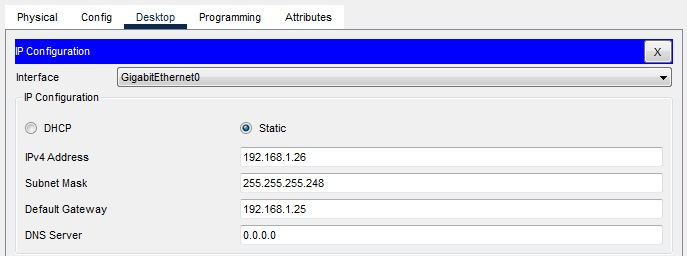 Physical Config Desktop Programming Attributes
IP Configuration X
Interface GigabitEthernet0
IP Configuration
DHCP Static
IPv4 Address 192.168.1.26
Subnet Mask 255.255.255.248
Default Gateway 192.168.1.25
DNS Server 0.0.0.0